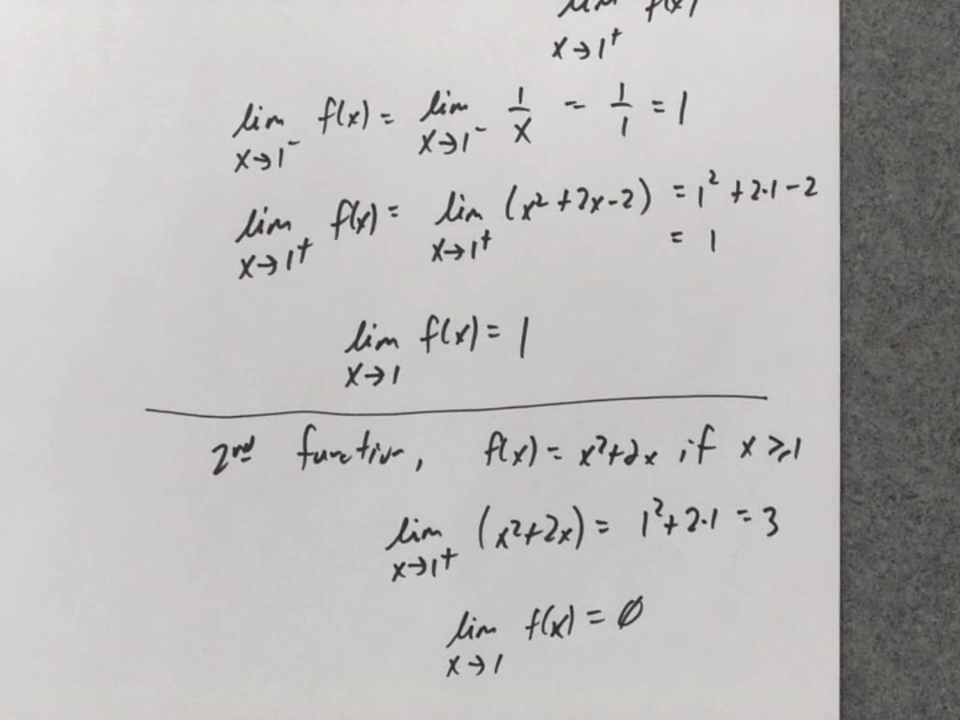 lim f(x)
x→1⁺
lim f(x) = lim 1/x = 1/1 = 1
x→1⁻ x→1⁻
lim f(x) = lim (x²+2x-2) = 1² + 2·1 - 2
x→1⁺ x→1⁺ = 1
lim f(x) = 1
x→1
2nd function, f(x) = x²+2x if x ≥ 1
lim (x²+2x) = 1²+2·1 = 3
x→1⁺
lim f(x) = ∅
x→1